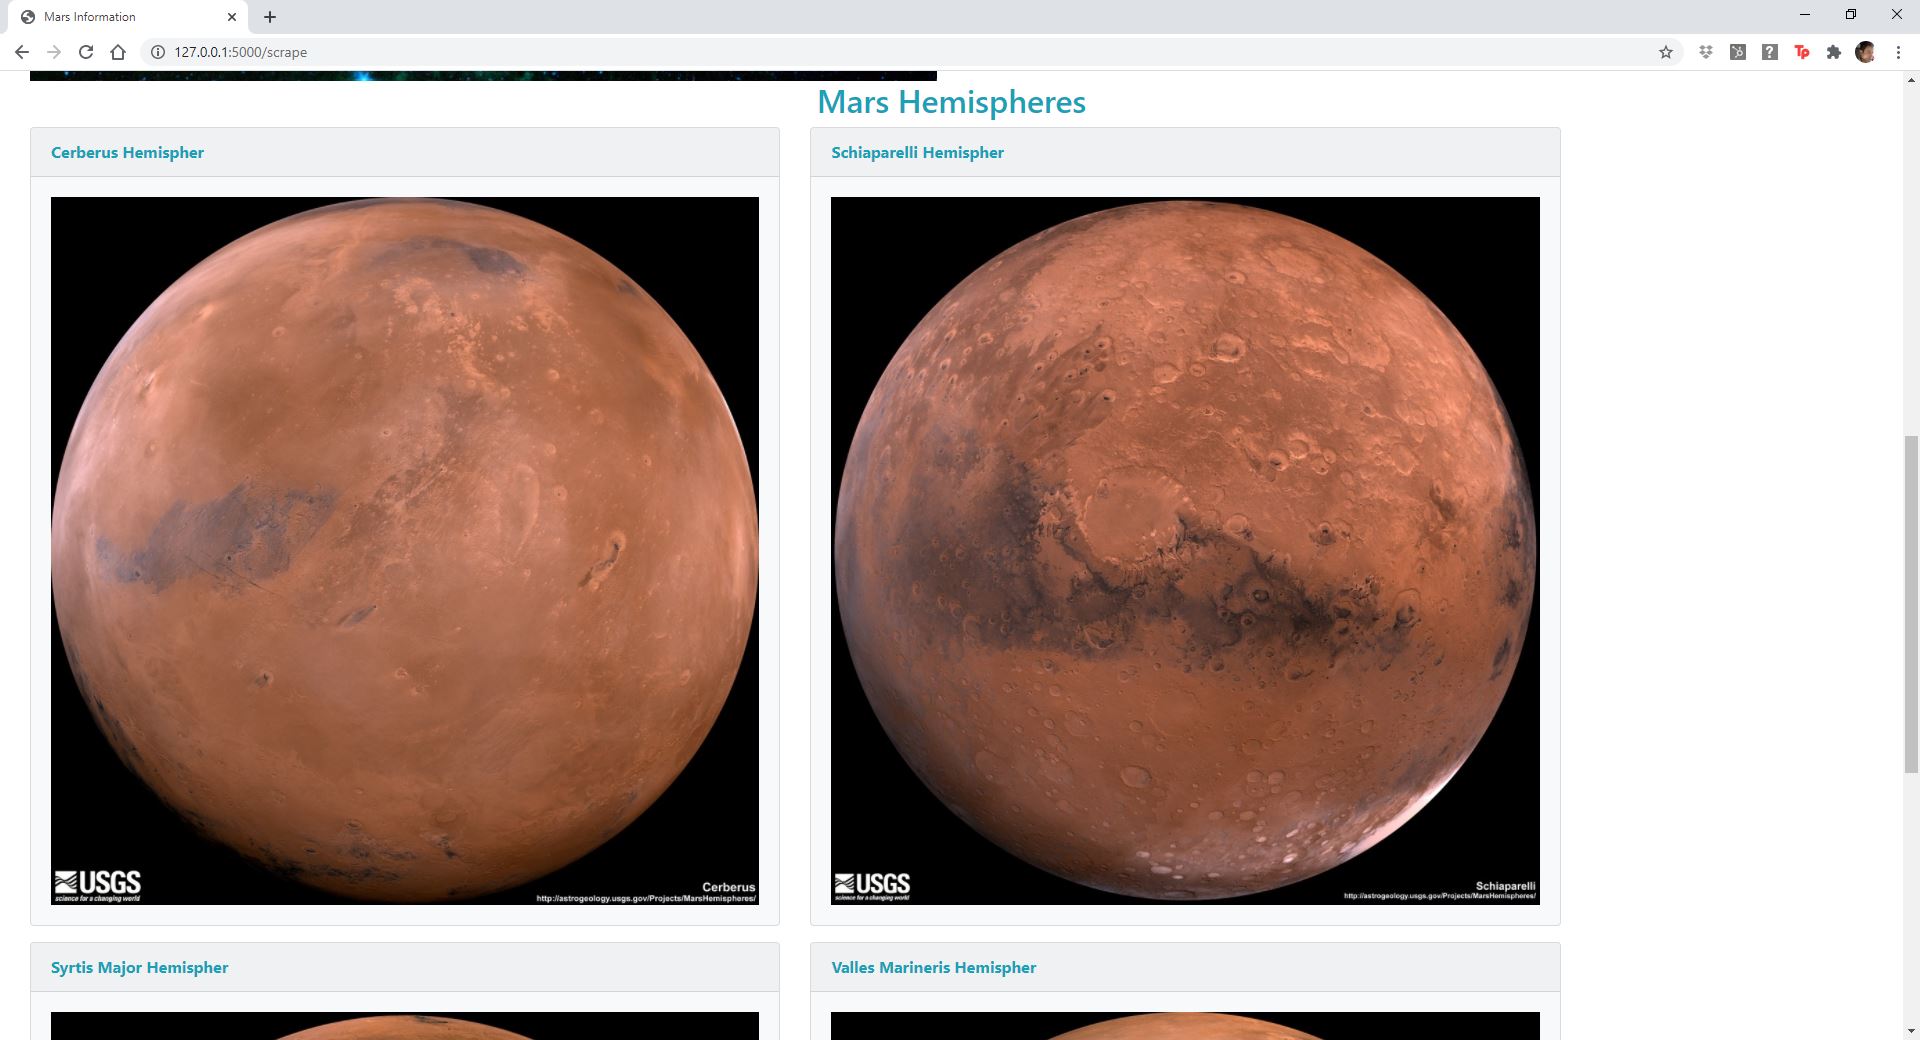 Mars Information
127.0.0.1:5000/scrape
Mars Hemispheres
Cerberus Hemispher
Schiaparelli Hemispher
USGS
science for a changing world
Cerberus
http://astrogeology.usgs.gov/Projects/MarsHemispheres/
USGS
science for a changing world
Schiaparelli
http://astrogeology.usgs.gov/Projects/MarsHemispheres/
Syrtis Major Hemispher
Valles Marineris Hemispher